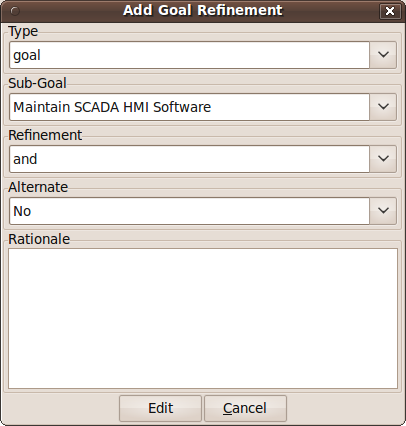 Add Goal Refinement
Type
goal
Sub-Goal
Maintain SCADA HMI Software
Refinement
and
Alternate
No
Rationale
Edit Cancel